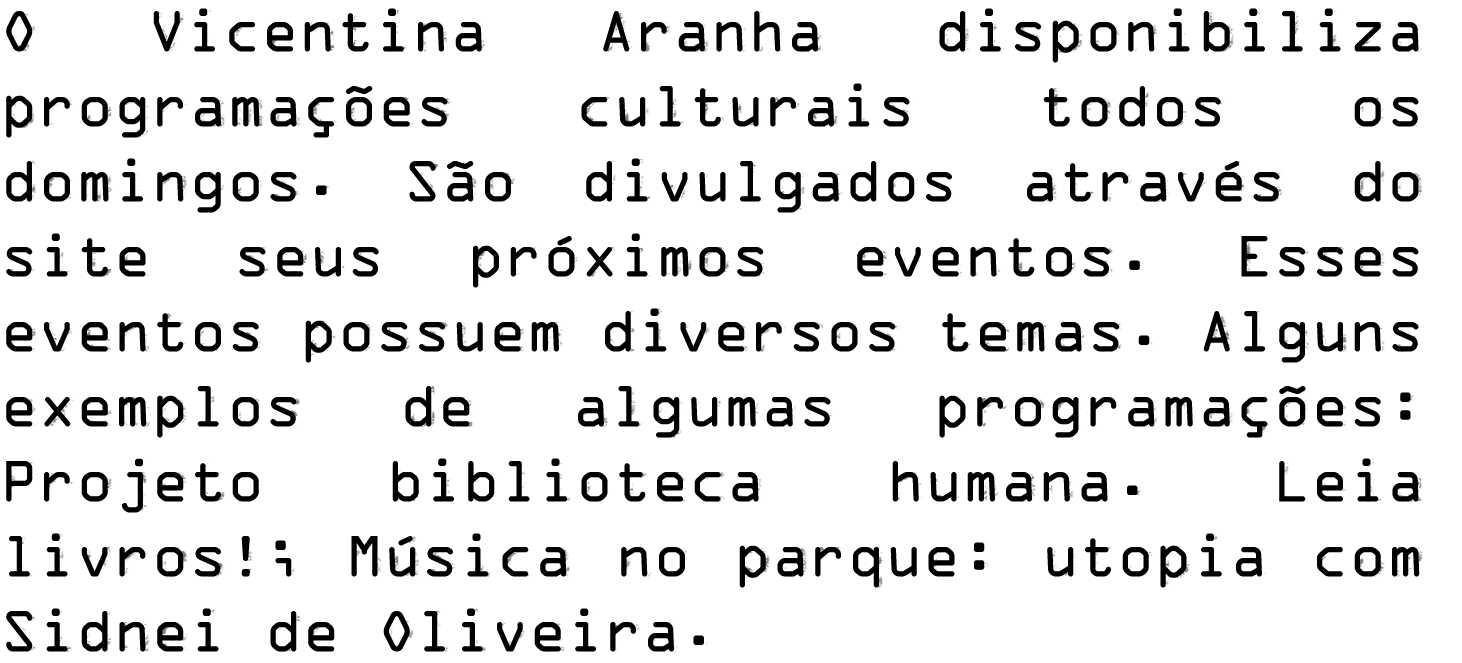 O Vicentina Aranha disponibiliza
programações culturais todos os
domingos. São divulgados através do
site seus próximos eventos. Esses
eventos possuem diversos temas. Alguns
exemplos de algumas programações:
Projeto biblioteca humana. Leia
livros!; Música no parque: utopia com
Sidnei de Oliveira.